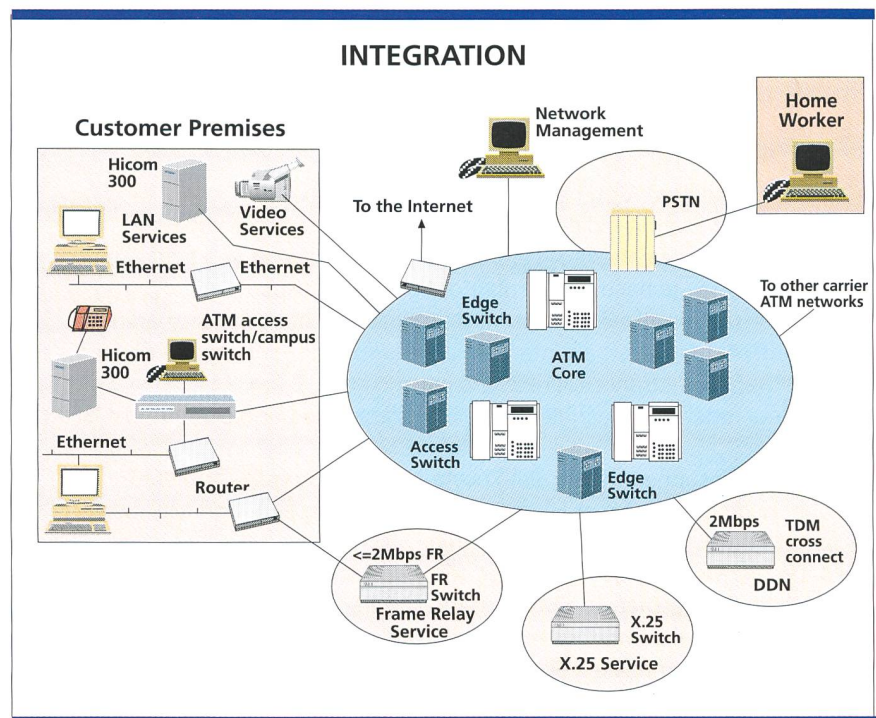 INTEGRATION
Customer Premises
Hicom
300
Video
Services
LAN
Services
Ethernet
Ethernet
Hicom
300
ATM access
switch/campus
switch
Ethernet
Router
To the Internet
Network
Management
PSTN
Home
Worker
To other carrier
ATM networks
Edge
Switch
ATM
Core
Access
Switch
Edge
Switch
<=2Mbps FR
FR
Switch
Frame Relay
Service
X.25
Switch
X.25 Service
2Mbps
TDM
cross
connect
DDN